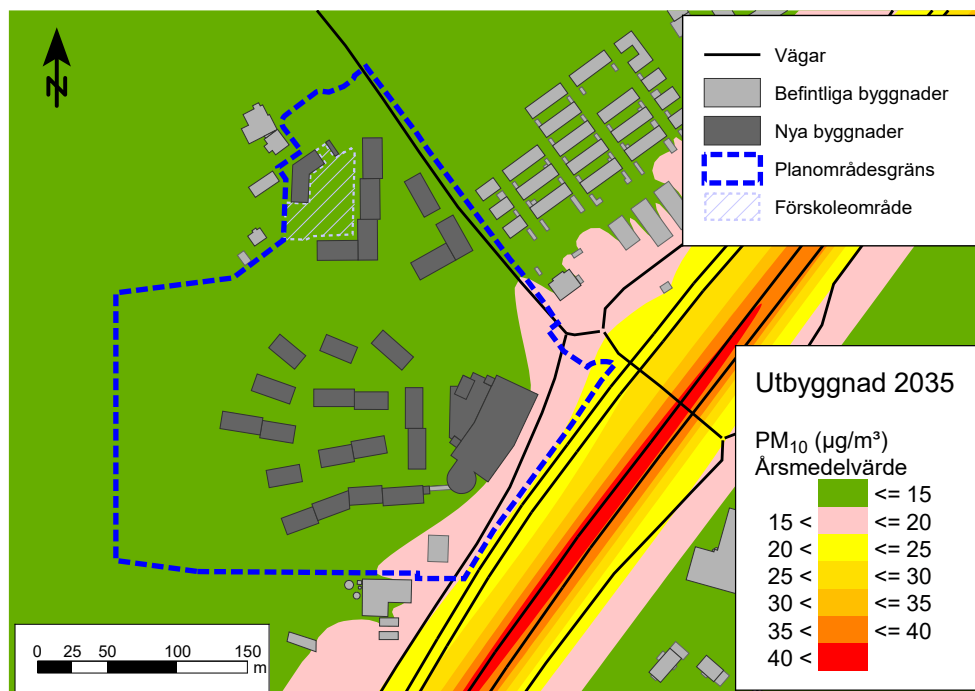 N
Vägar
Befintliga byggnader
Nya byggnader
Planområdesgräns
Förskoleområde
Utbyggnad 2035
PM₁₀ (µg/m³)
Årsmedelvärde
<= 15
15 < <= 20
20 < <= 25
25 < <= 30
30 < <= 35
35 < <= 40
40 <
0 25 50 100 150
m